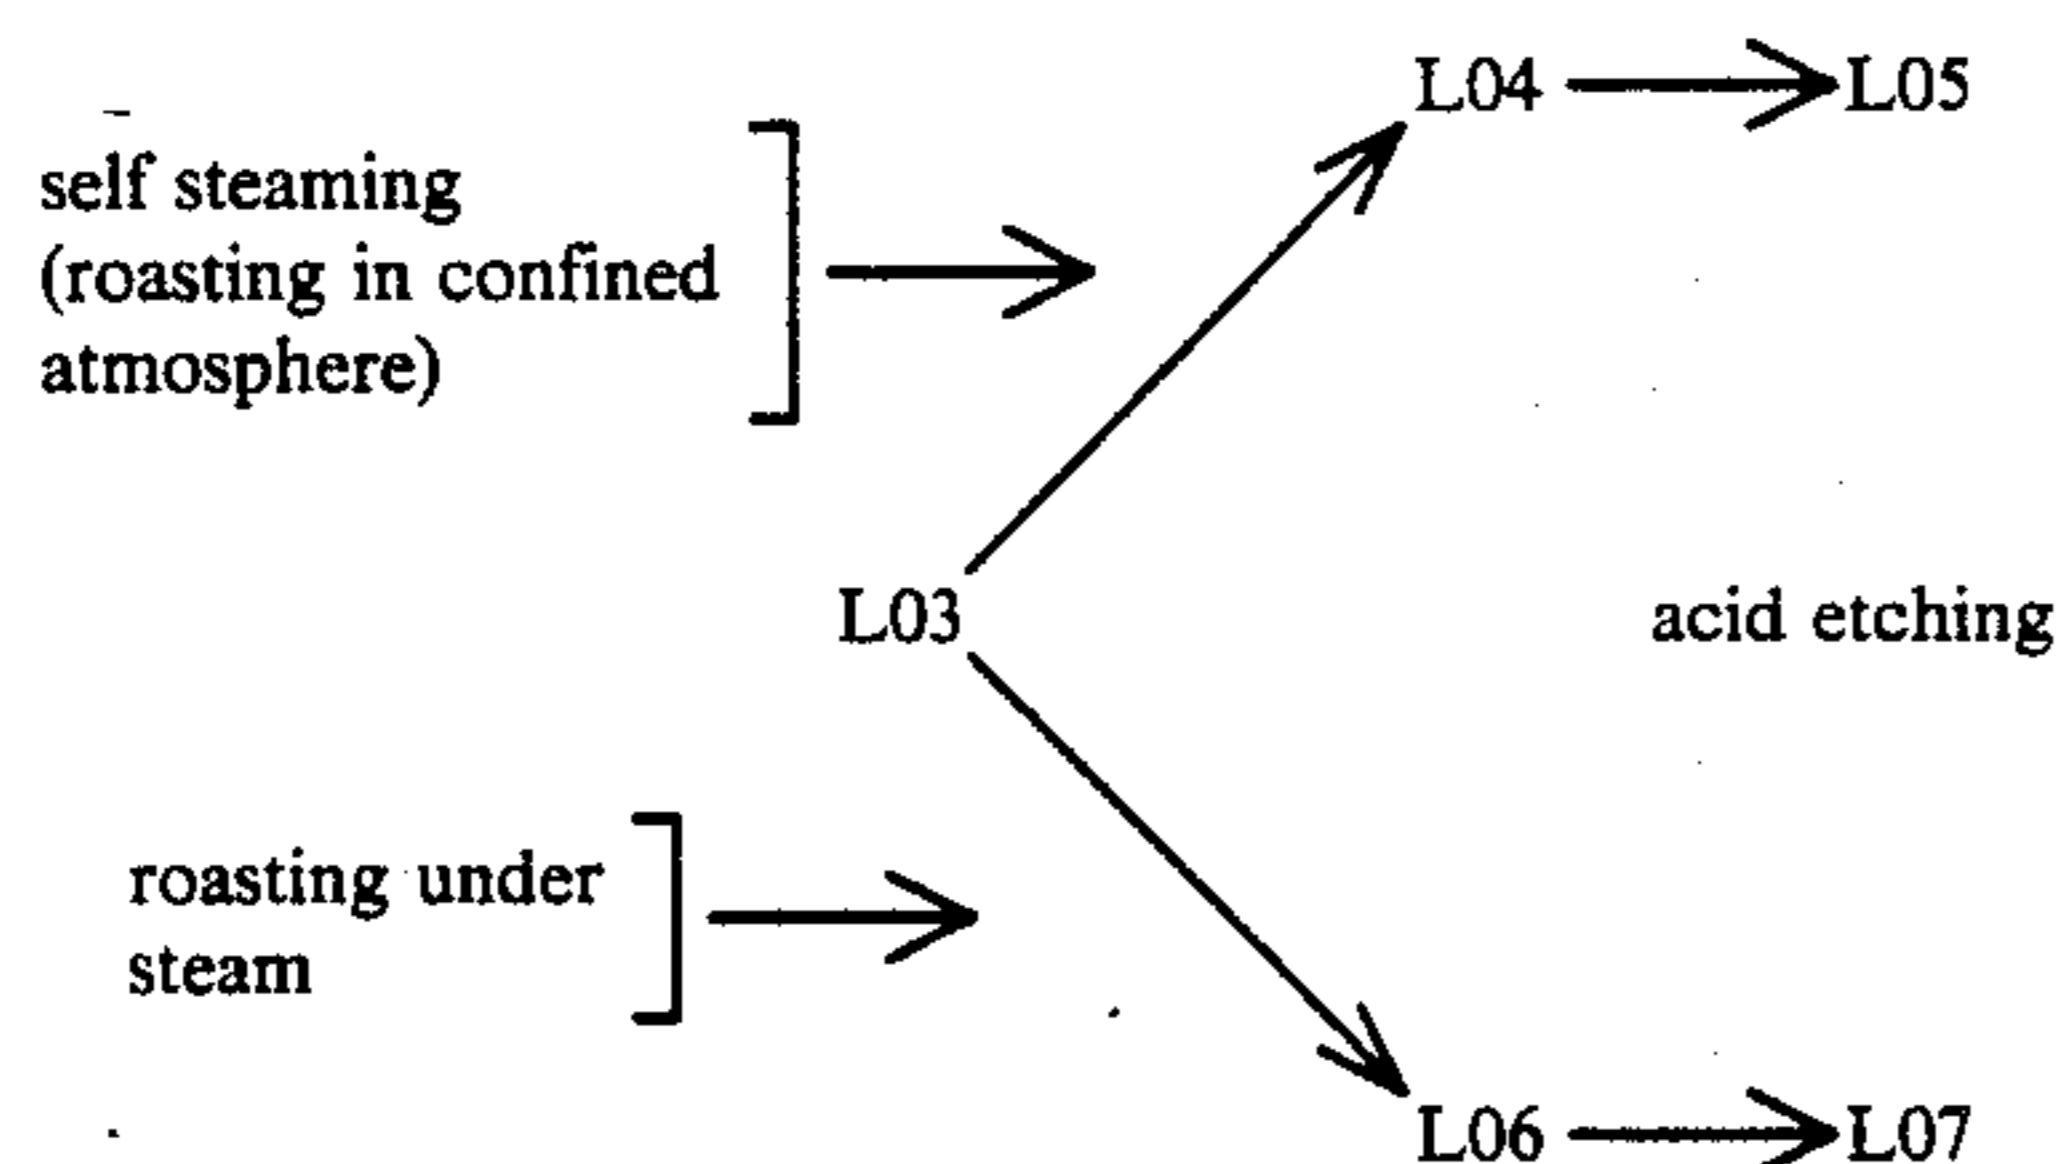 L04 L05
self steaming
(roasting in confined
atmosphere)
L03
acid etching
roasting under
steam
L06 L07